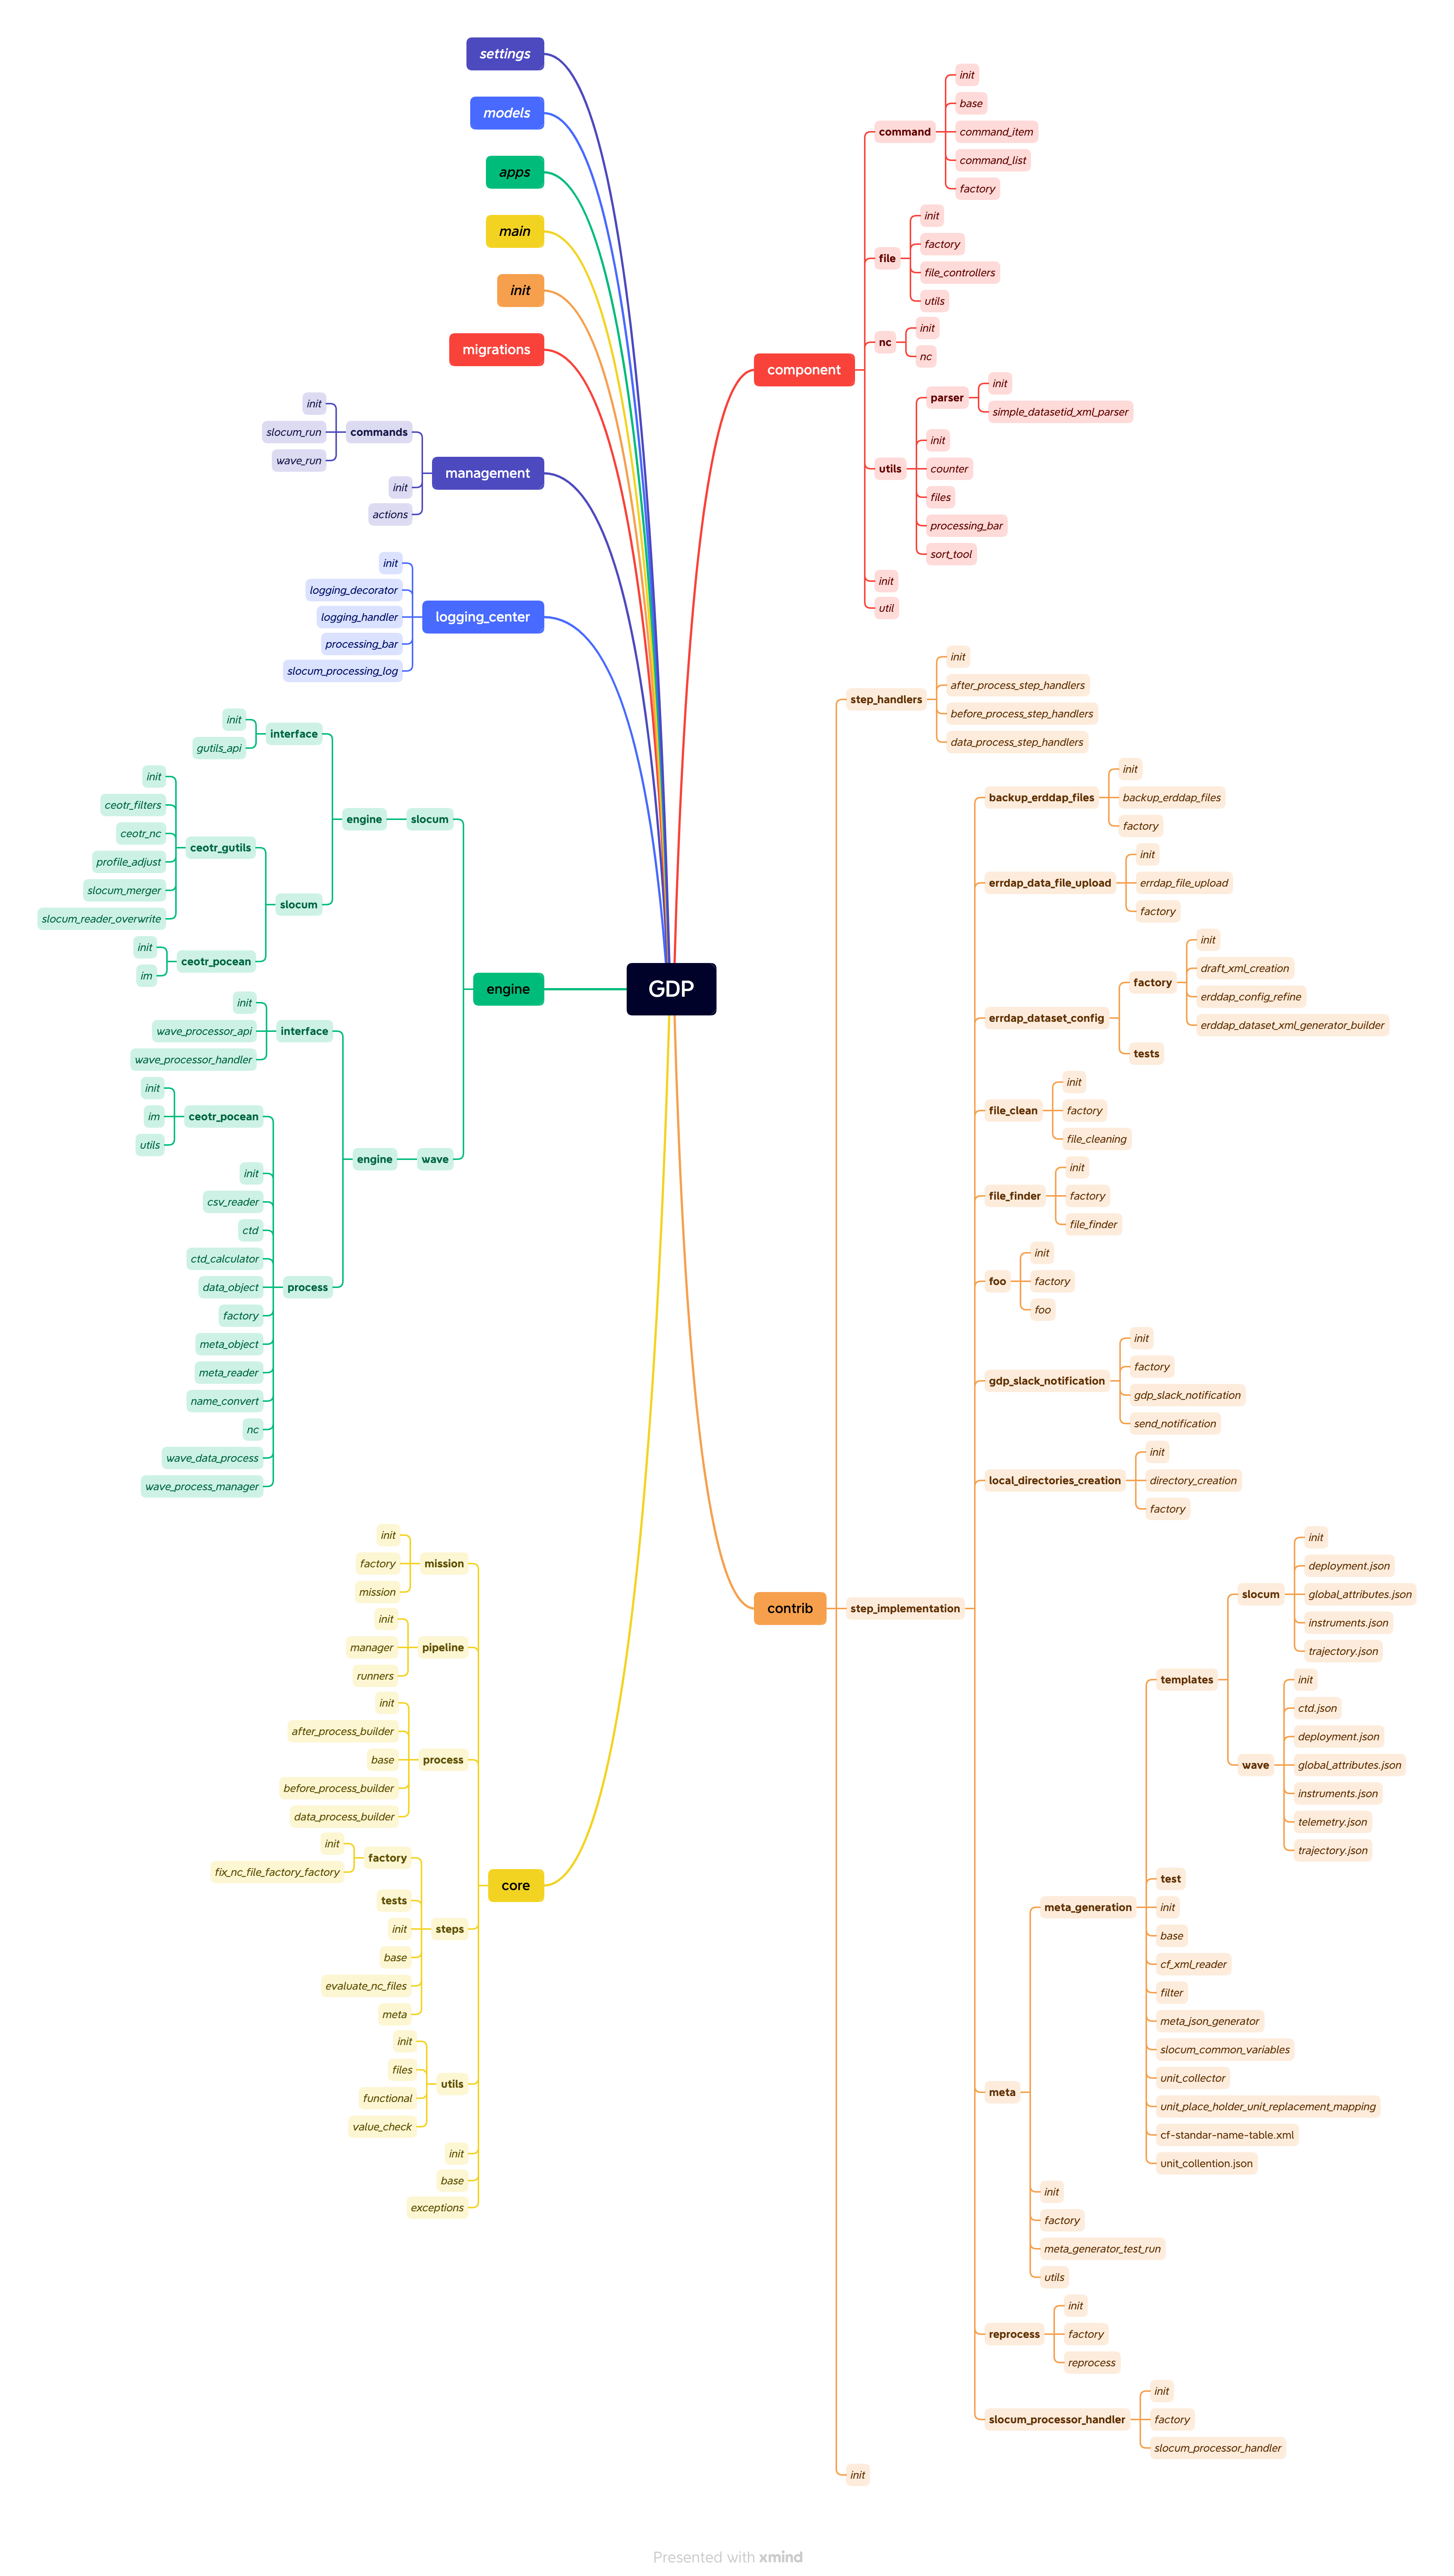 GDP
component
command
init
base
command_item
command_list
factory
file
init
factory
file_controllers
utils
nc
init
nc
utils
parser
init
simple_datasetid_xml_parser
init
counter
files
processing_bar
sort_tool
init
util
contrib
step_handlers
init
after_process_step_handlers
before_process_step_handlers
data_process_step_handlers
step_implementation
backup_erddap_files
init
backup_erddap_files
factory
errdap_data_file_upload
init
errdap_file_upload
factory
errdap_dataset_config
factory
init
draft_xml_creation
erddap_config_refine
erddap_dataset_xml_generator_builder
tests
file_clean
init
factory
file_cleaning
file_finder
init
factory
file_finder
foo
init
factory
foo
gdp_slack_notification
init
factory
gdp_slack_notification
send_notification
local_directories_creation
init
directory_creation
factory
meta
meta_generation
templates
slocum
init
deployment.json
global_attributes.json
instruments.json
trajectory.json
wave
init
ctd.json
deployment.json
global_attributes.json
instruments.json
telemetry.json
trajectory.json
test
init
base
cf_xml_reader
filter
meta_json_generator
slocum_common_variables
unit_collector
unit_place_holder_unit_replacement_mapping
cf-standar-name-table.xml
unit_collention.json
init
factory
meta_generator_test_run
utils
reprocess
init
factory
reprocess
slocum_processor_handler
init
factory
slocum_processor_handler
init
settings
models
apps
main
init
migrations
management
commands
init
slocum_run
wave_run
init
actions
logging_center
init
logging_decorator
logging_handler
processing_bar
slocum_processing_log
engine
slocum
engine
interface
init
gutils_api
slocum
ceotr_gutils
init
ceotr_filters
ceotr_nc
profile_adjust
slocum_merger
slocum_reader_overwrite
ceotr_pocean
init
im
wave
engine
interface
init
wave_processor_api
wave_processor_handler
process
ceotr_pocean
init
im
utils
init
csv_reader
ctd
ctd_calculator
data_object
factory
meta_object
meta_reader
name_convert
nc
wave_data_process
wave_process_manager
core
mission
init
factory
mission
pipeline
init
manager
runners
process
init
after_process_builder
base
before_process_builder
data_process_builder
steps
factory
init
fix_nc_file_factory_factory
tests
init
base
evaluate_nc_files
meta
utils
init
files
functional
value_check
init
base
exceptions
Presented with xmind